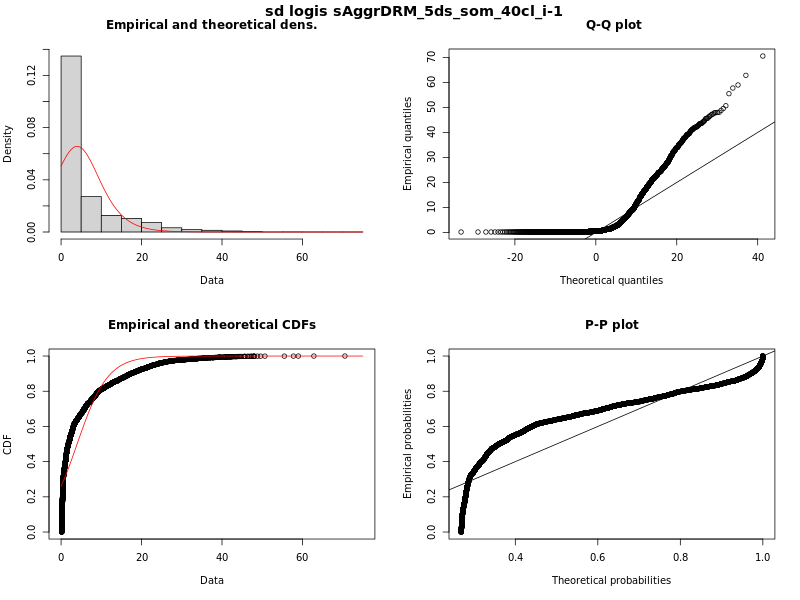 sd logis sAggrDRM_5ds_som_40cl_i-1
Empirical and theoretical dens.
Density
0.00 0.04 0.08 0.12
0 20 40 60
Data
Q-Q plot
Empirical quantiles
0 10 20 30 40 50 60 70
-20 0 20 40
Theoretical quantiles
Empirical and theoretical CDFs
CDF
0.0 0.2 0.4 0.6 0.8 1.0
0 20 40 60
Data
P-P plot
Empirical probabilities
0.0 0.2 0.4 0.6 0.8 1.0
0.4 0.6 0.8 1.0
Theoretical probabilities